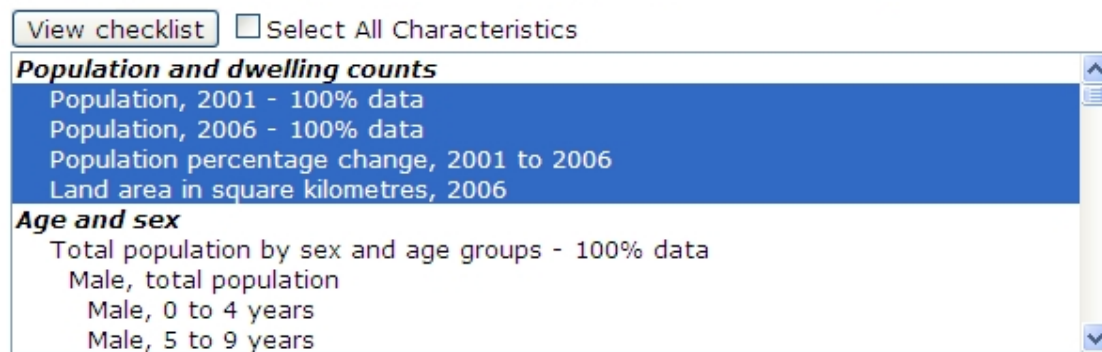 View checklist Select All Characteristics
Population and dwelling counts
Population, 2001 - 100% data
Population, 2006 - 100% data
Population percentage change, 2001 to 2006
Land area in square kilometres, 2006
Age and sex
Total population by sex and age groups - 100% data
Male, total population
Male, 0 to 4 years
Male, 5 to 9 years